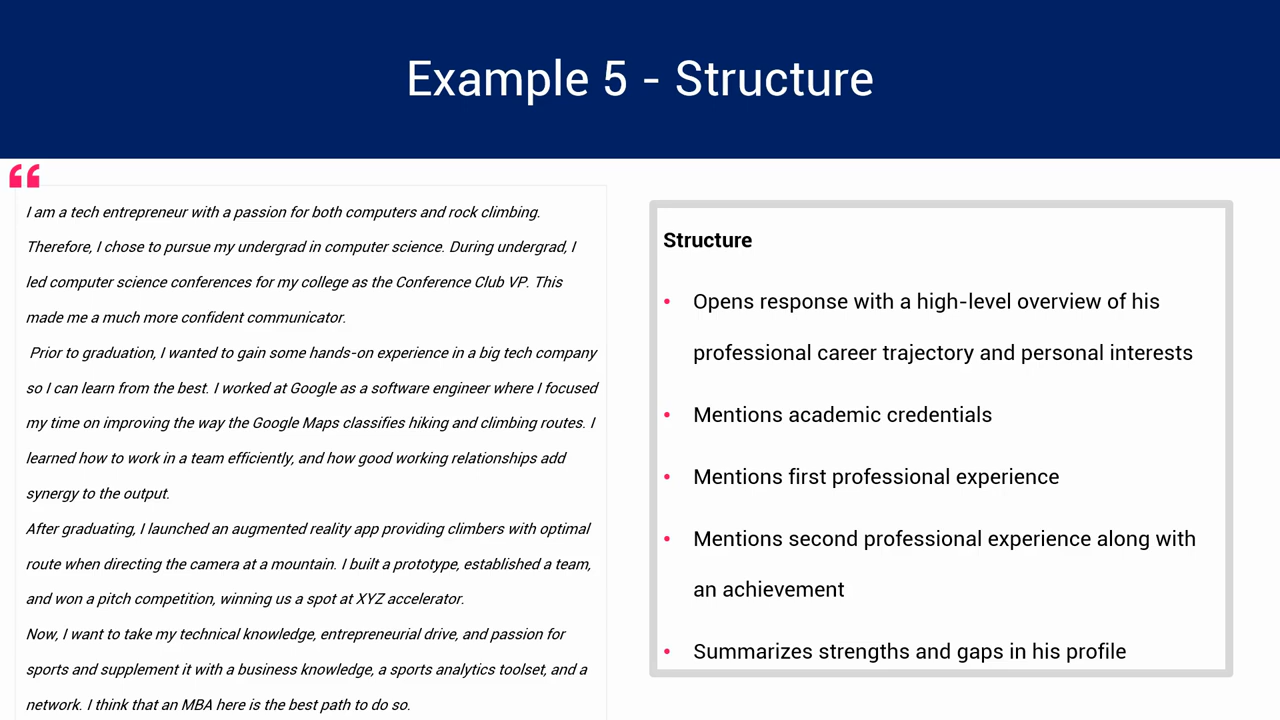 Example 5 - Structure
I am a tech entrepreneur with a passion for both computers and rock climbing.
Therefore, I chose to pursue my undergrad in computer science. During undergrad, I
led computer science conferences for my college as the Conference Club VP. This
made me a much more confident communicator.
Prior to graduation, I wanted to gain some hands-on experience in a big tech company
so I can learn from the best. I worked at Google as a software engineer where I focused
my time on improving the way the Google Maps classifies hiking and climbing routes. I
learned how to work in a team efficiently, and how good working relationships add
synergy to the output.
After graduating, I launched an augmented reality app providing climbers with optimal
route when directing the camera at a mountain. I built a prototype, established a team,
and won a pitch competition, winning us a spot at XYZ accelerator.
Now, I want to take my technical knowledge, entrepreneurial drive, and passion for
sports and supplement it with a business knowledge, a sports analytics toolset, and a
network. I think that an MBA here is the best path to do so.
Structure
• Opens response with a high-level overview of his
professional career trajectory and personal interests
• Mentions academic credentials
• Mentions first professional experience
• Mentions second professional experience along with
an achievement
• Summarizes strengths and gaps in his profile